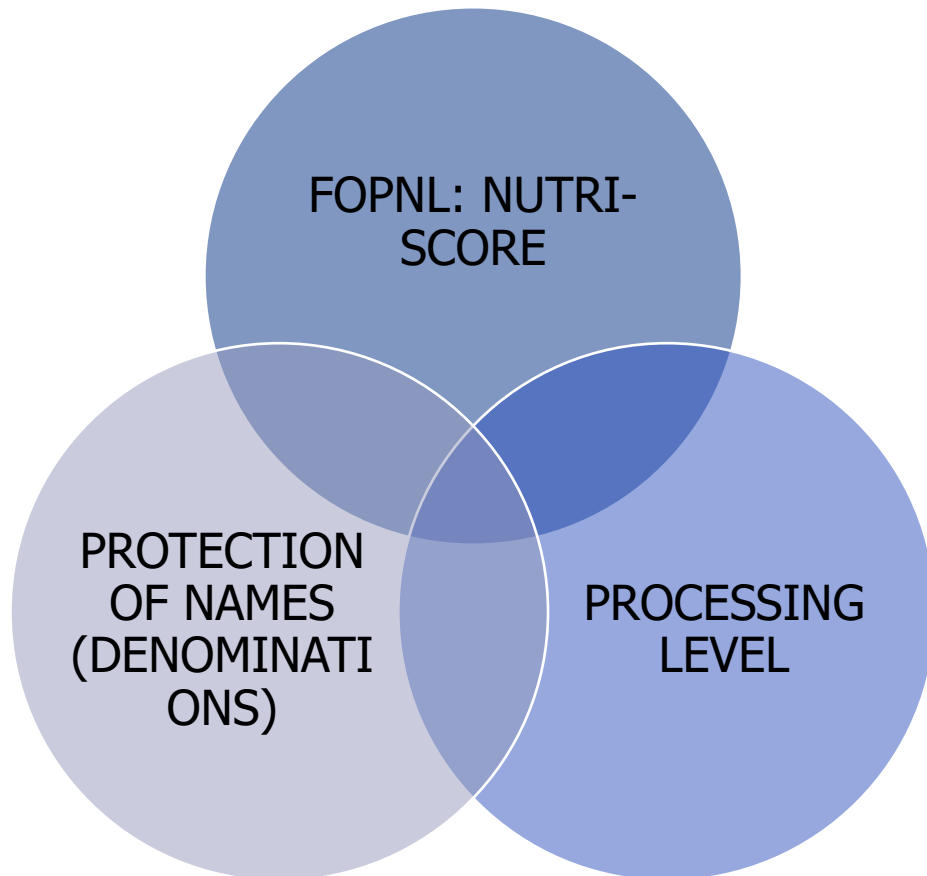 FOPNL: NUTRI-
SCORE
PROTECTION
OF NAMES
(DENOMINATI
ONS)
PROCESSING
LEVEL